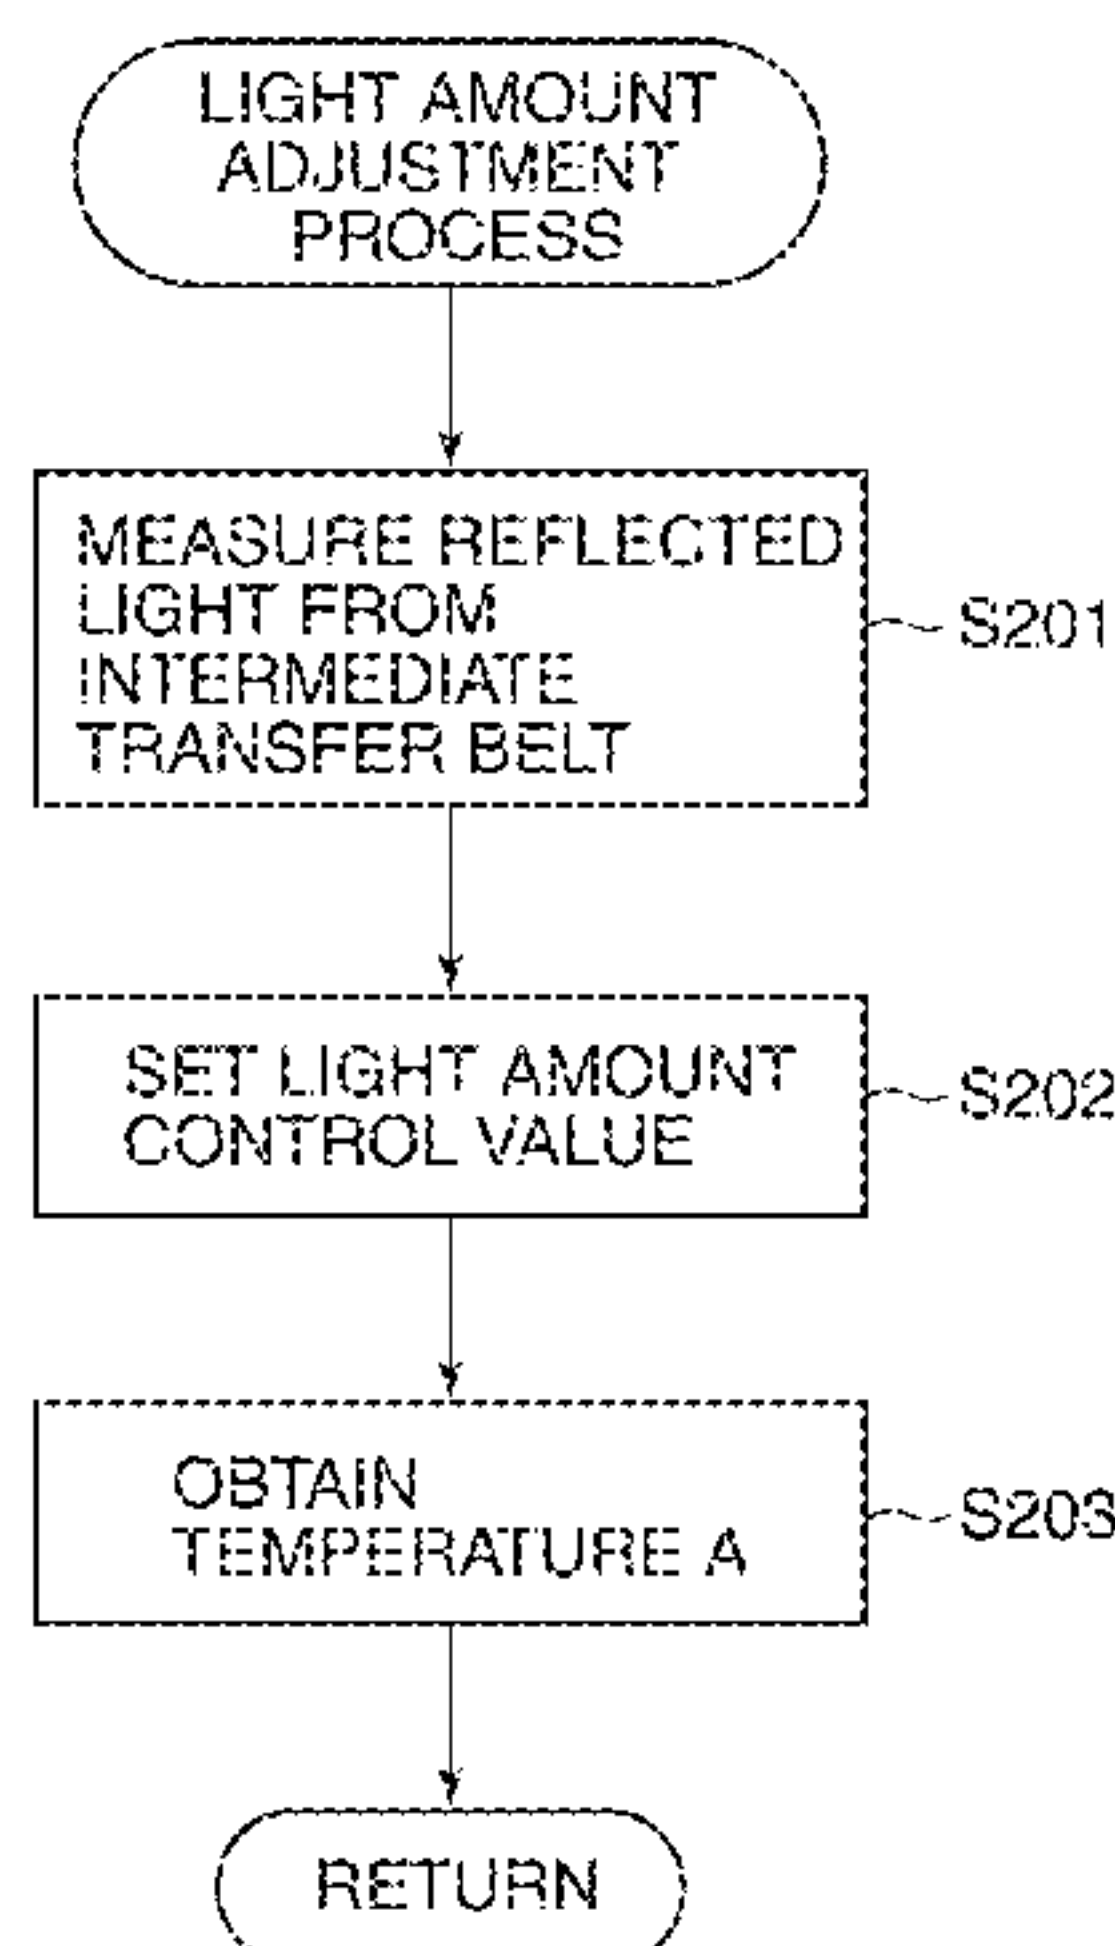 LIGHT AMOUNT
ADJUSTMENT
PROCESS
MEASURE REFLECTED
LIGHT FROM
INTERMEDIATE
TRANSFER BELT
S201
SET LIGHT AMOUNT
CONTROL VALUE
S202
OBTAIN
TEMPERATURE A
S203
RETURN